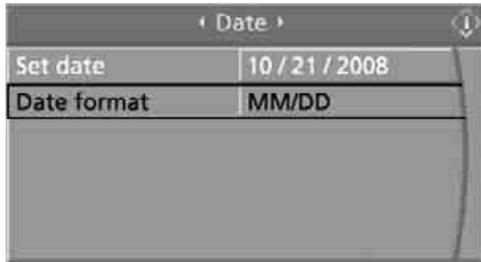 Date
Set date 10 / 21 / 2008
Date format MM/DD